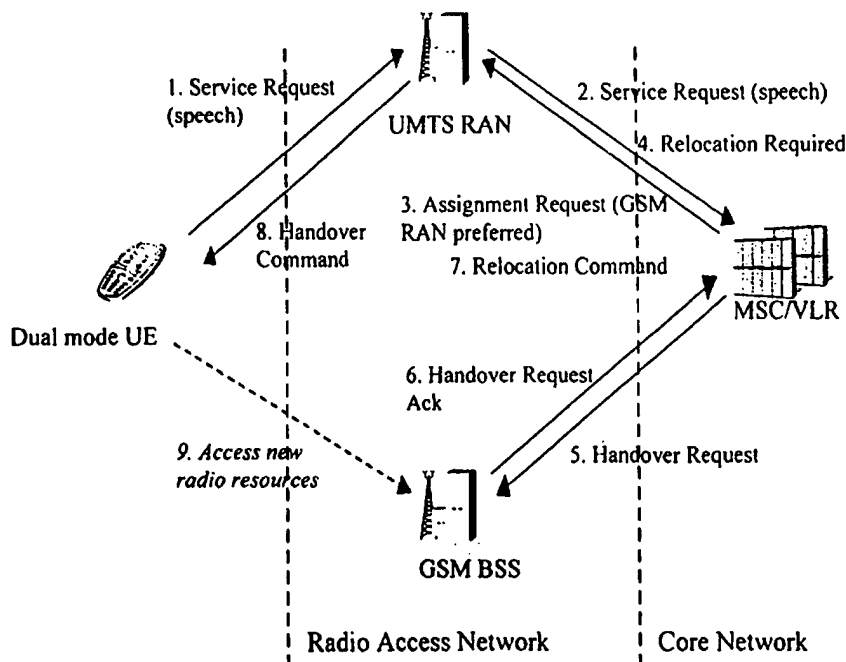 1. Service Request
(speech)
UMTS RAN
2. Service Request (speech)
4. Relocation Required
3. Assignment Request (GSM
RAN preferred)
8. Handover
Command
7. Relocation Command
MSC/VLR
Dual mode UE
6. Handover Request
Ack
9. Access new
radio resources
5. Handover Request
GSM BSS
Radio Access Network
Core Network